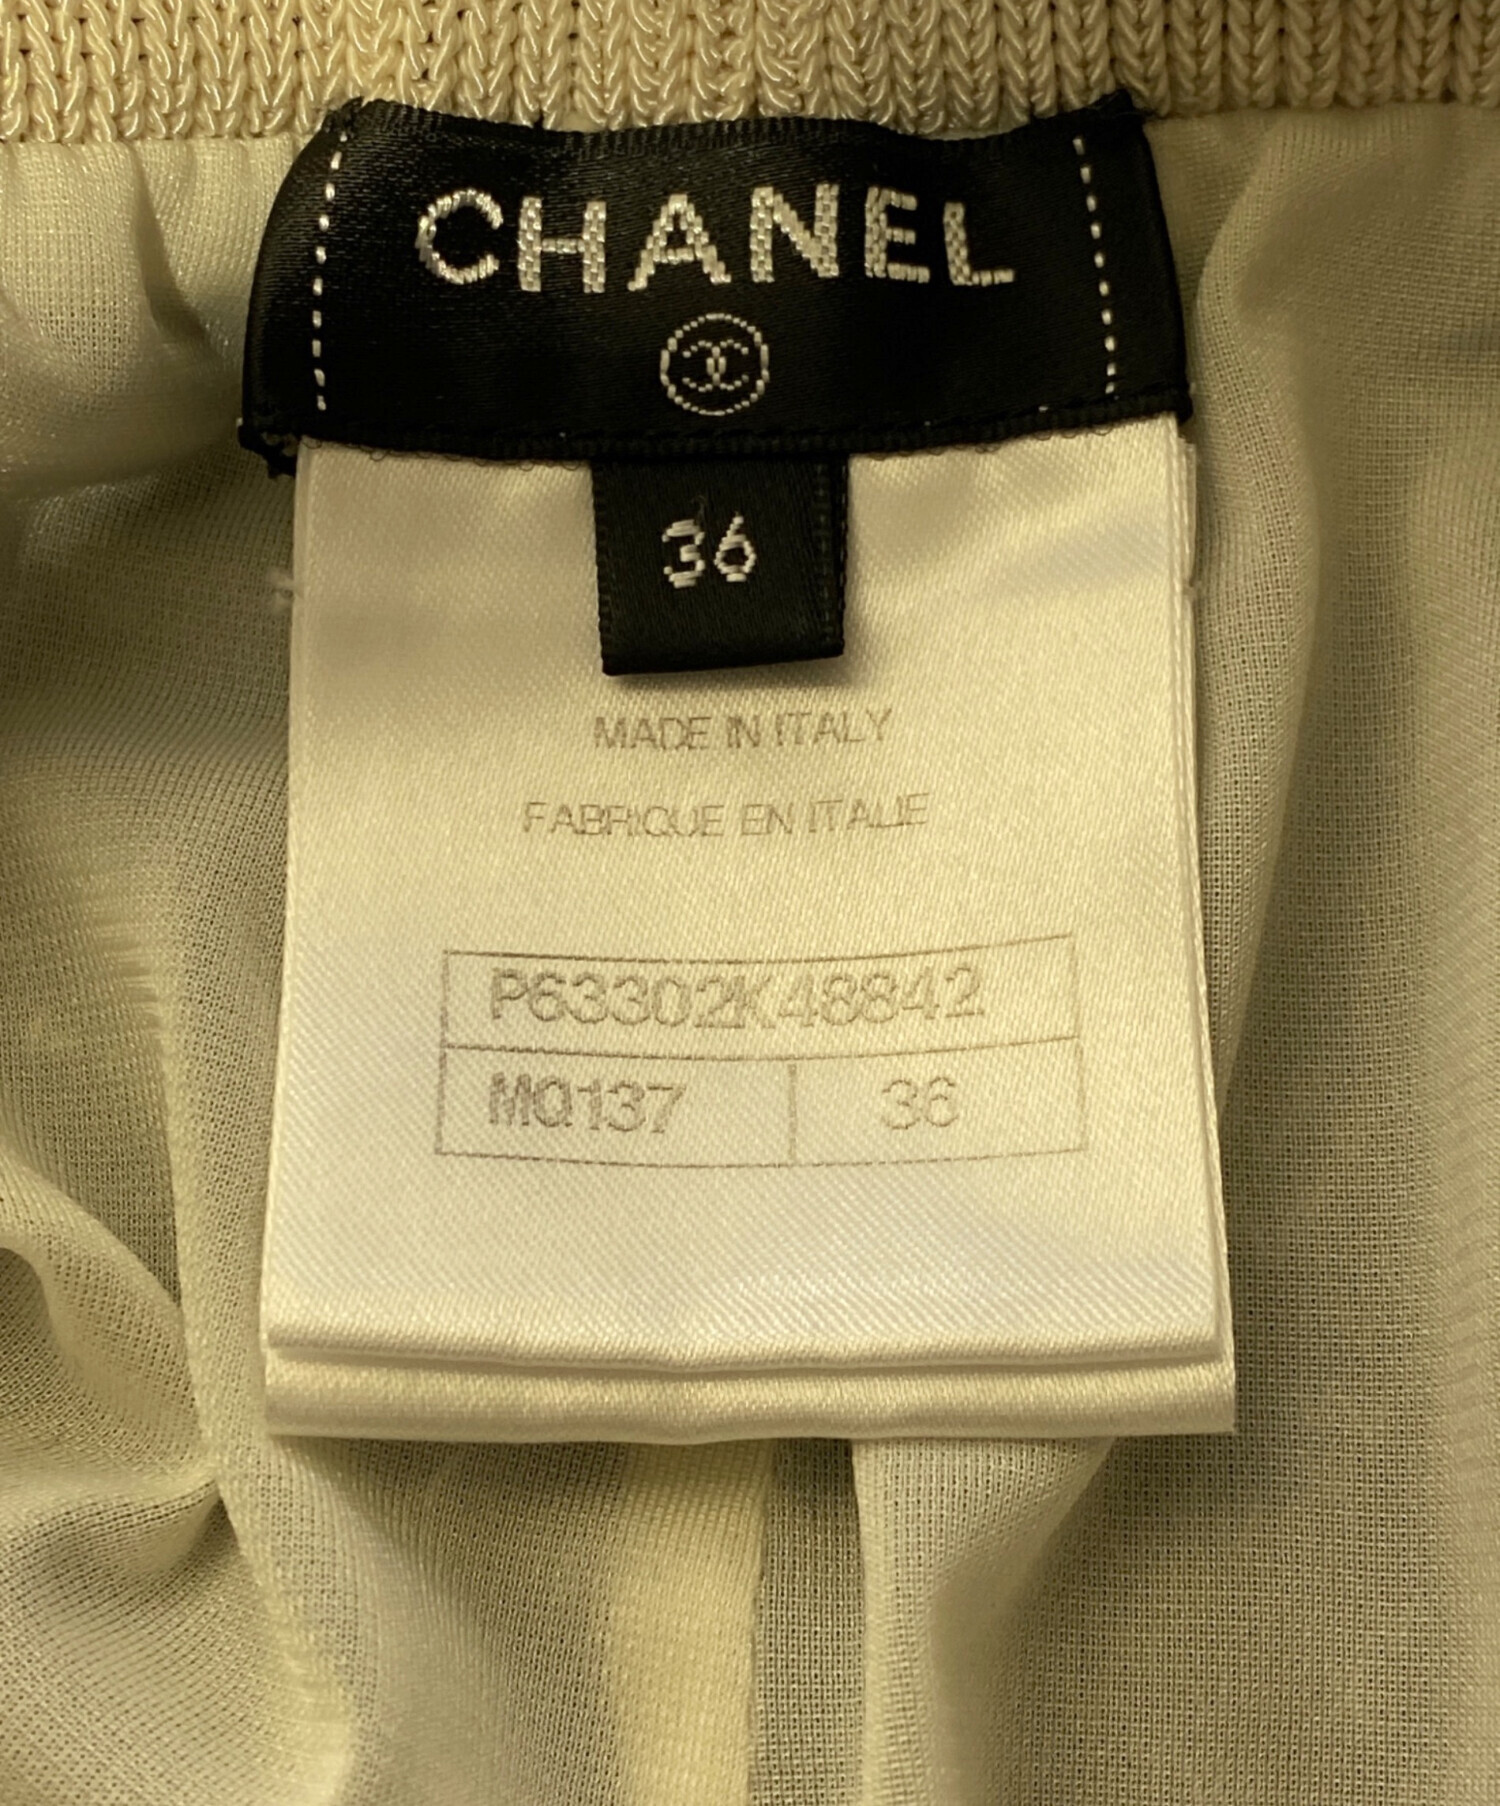 CHANEL
36
MADE IN ITALY
FABRIQUE EN ITALIE
P63302K48842
MQ137 36